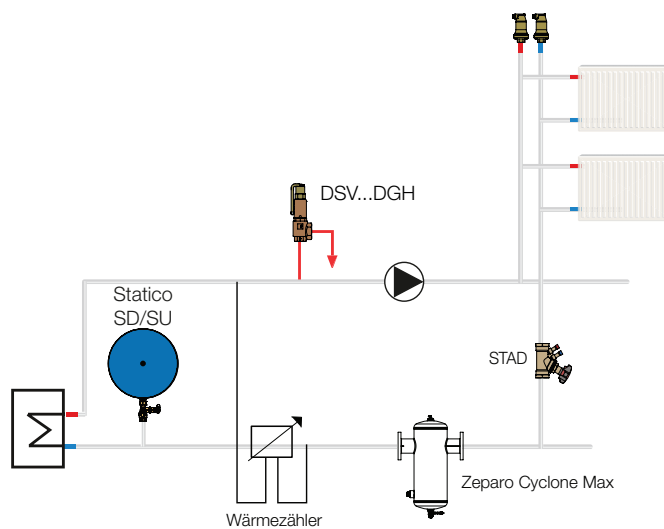 DSV...DGH
Statico
SD/SU
STAD
Zeparo Cyclone Max
Wärmezähler